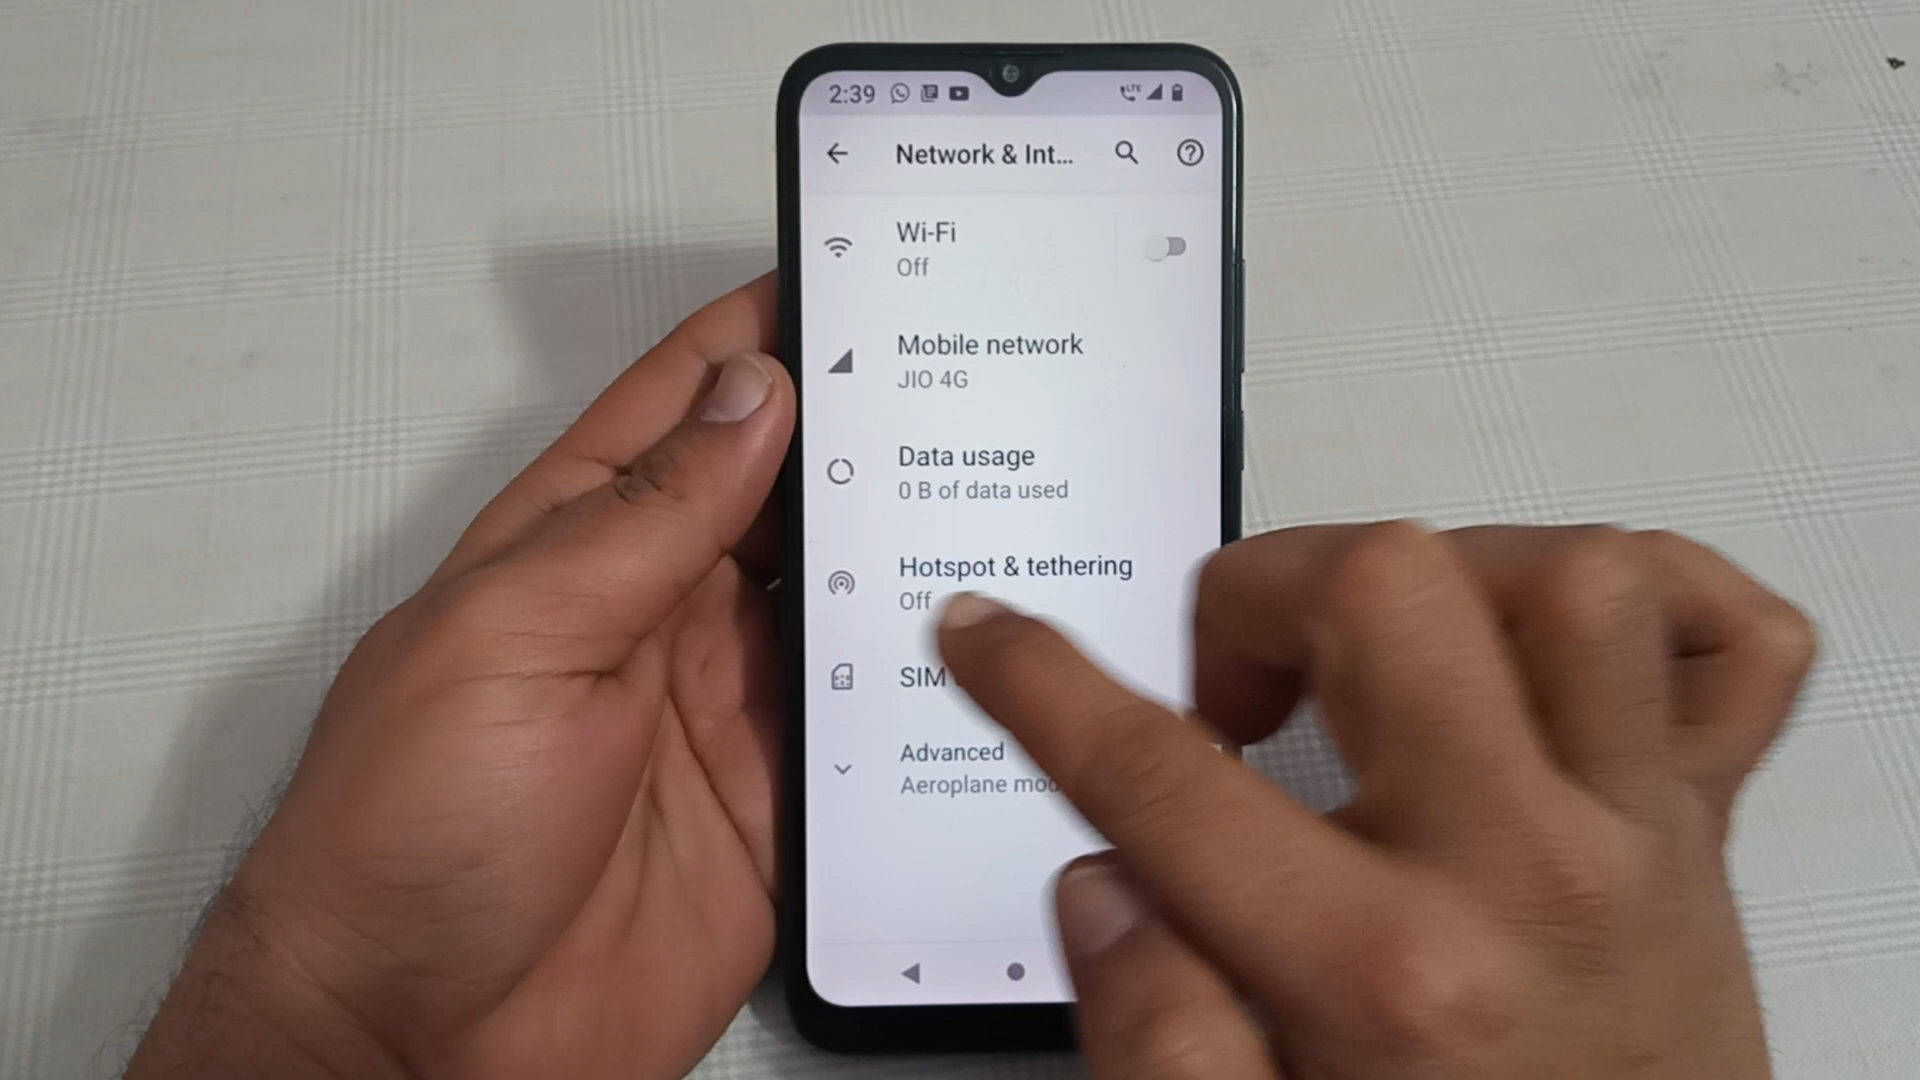 2:39
LTE
Network & Int...
Wi-Fi
Off
Mobile network
JIO 4G
Data usage
0 B of data used
Hotspot & tethering
Off
SIM
Advanced
Aeroplane